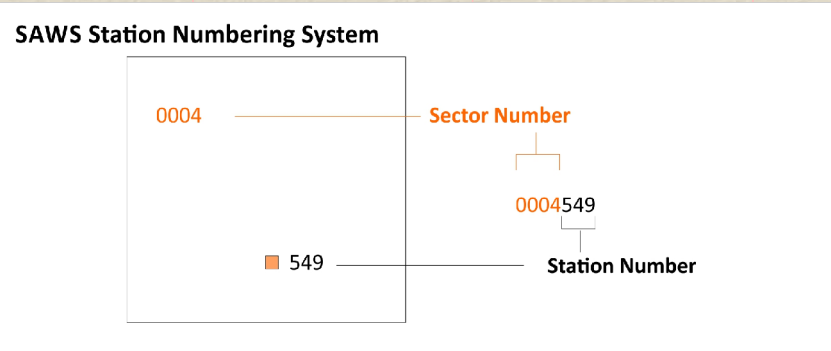 SAWS Station Numbering System
0004
Sector Number
0004549
549
Station Number